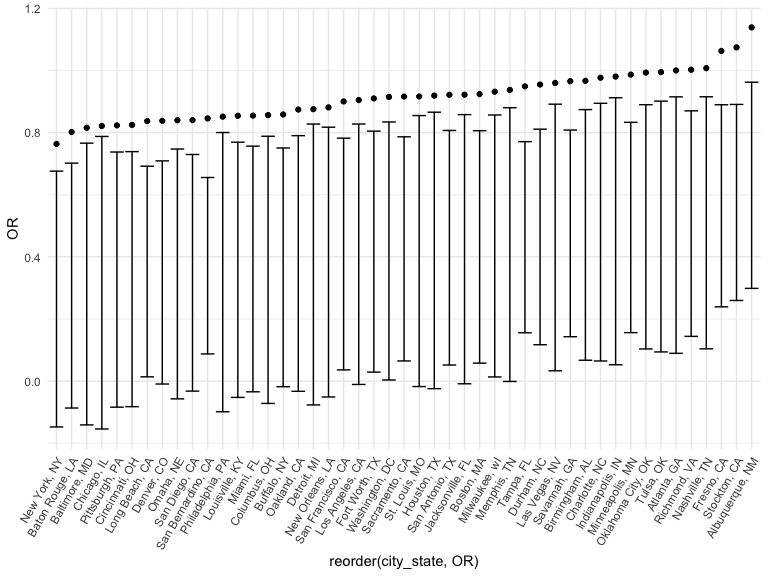 1.2
0.8
0.4
0.0
OR
New York, NY
Baton Rouge, LA
Baltimore, MD
Chicago, IL
Pittsburgh, PA
Cincinnati, OH
Long Beach, CA
Denver, CO
Omaha, NE
San Diego, CA
San Bernardino, CA
Philadelphia, PA
Louisville, KY
Miami, FL
Columbus, OH
Buffalo, NY
Oakland, CA
Detroit, MI
New Orleans, LA
San Francisco, CA
Los Angeles, CA
Fort Worth, TX
Washington, DC
Sacramento, CA
St. Louis, MO
Houston, TX
San Antonio, TX
Jacksonville, FL
Boston, MA
Milwaukee, wI
Memphis, TN
Tampa, FL
Durham, NC
Las Vegas, NV
Savannah, GA
Birmingham, AL
Charlotte, NC
Indianapolis, IN
Minneapolis, MN
Oklahoma City, OK
Tulsa, OK
Atlanta, GA
Richmond, VA
Nashville, TN
Fresno, CA
Stockton, CA
Albuquerque, NM
reorder(city_state, OR)